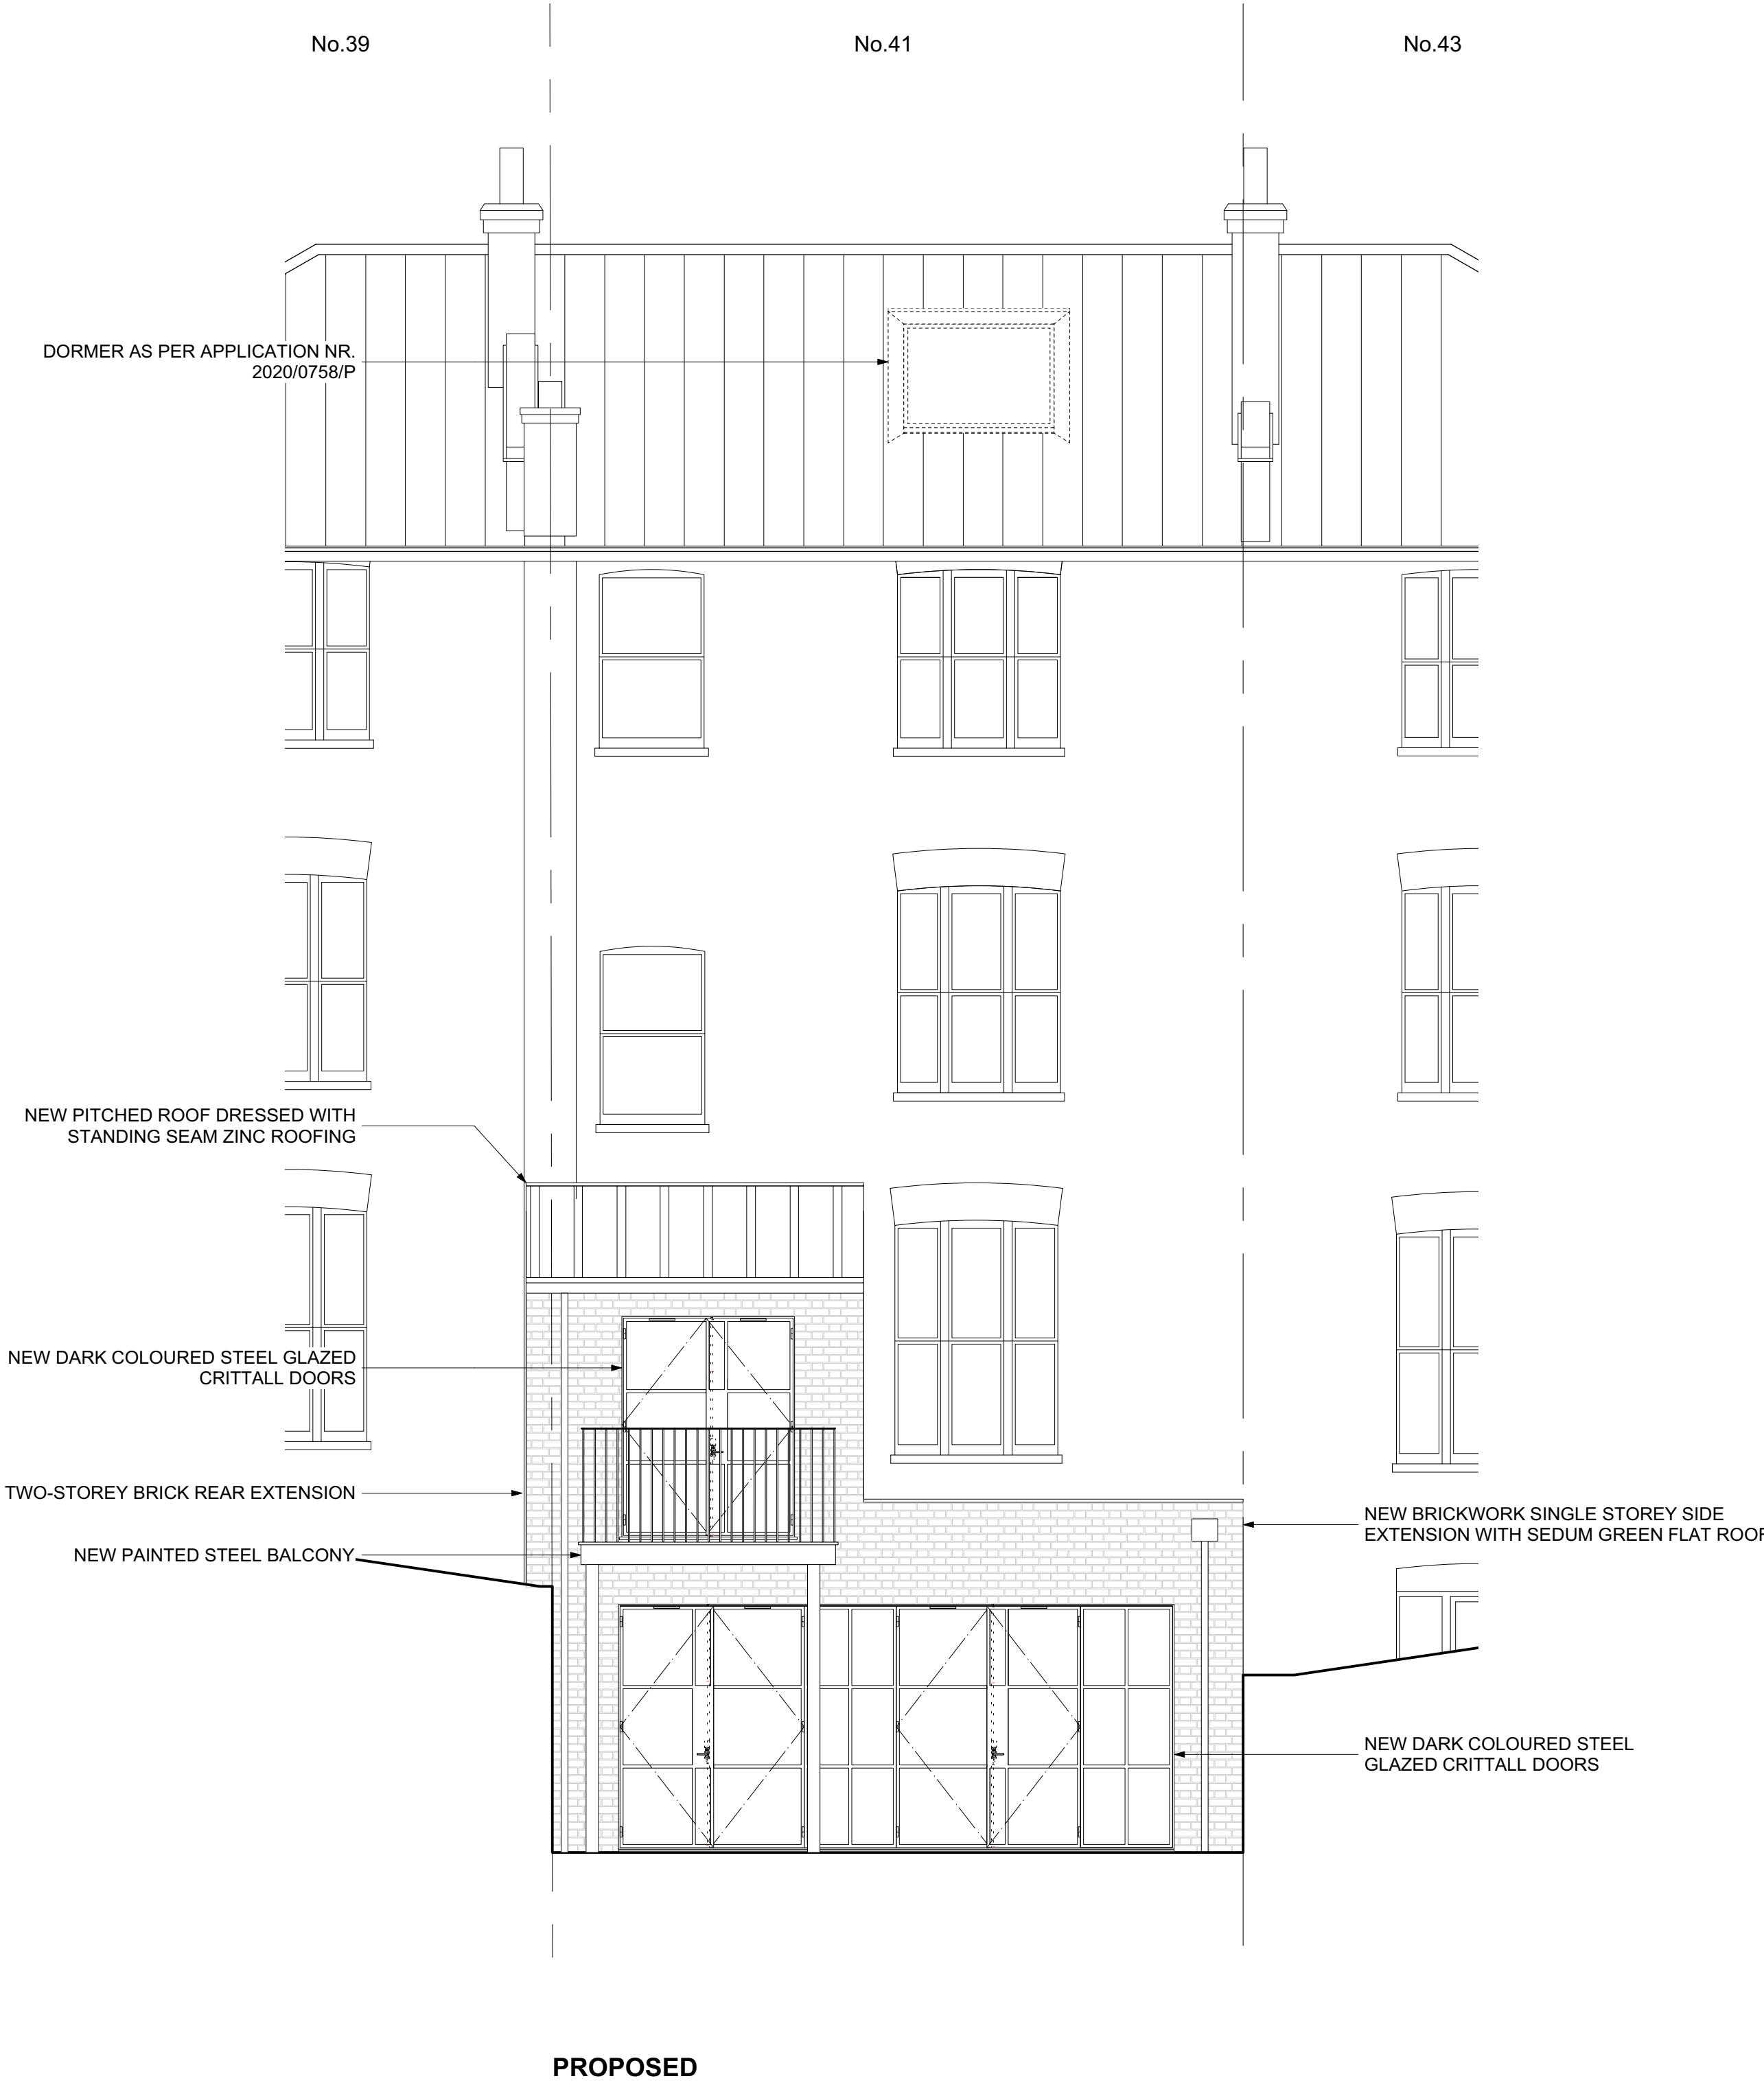 No.39
No.41
No.43
DORMER AS PER APPLICATION NR.
2020/0758/P
NEW PITCHED ROOF DRESSED WITH
STANDING SEAM ZINC ROOFING
NEW DARK COLOURED STEEL GLAZED
CRITTALL DOORS
TWO-STOREY BRICK REAR EXTENSION
NEW PAINTED STEEL BALCONY
NEW BRICKWORK SINGLE STOREY SIDE
EXTENSION WITH SEDUM GREEN FLAT ROOF
NEW DARK COLOURED STEEL
GLAZED CRITTALL DOORS
PROPOSED